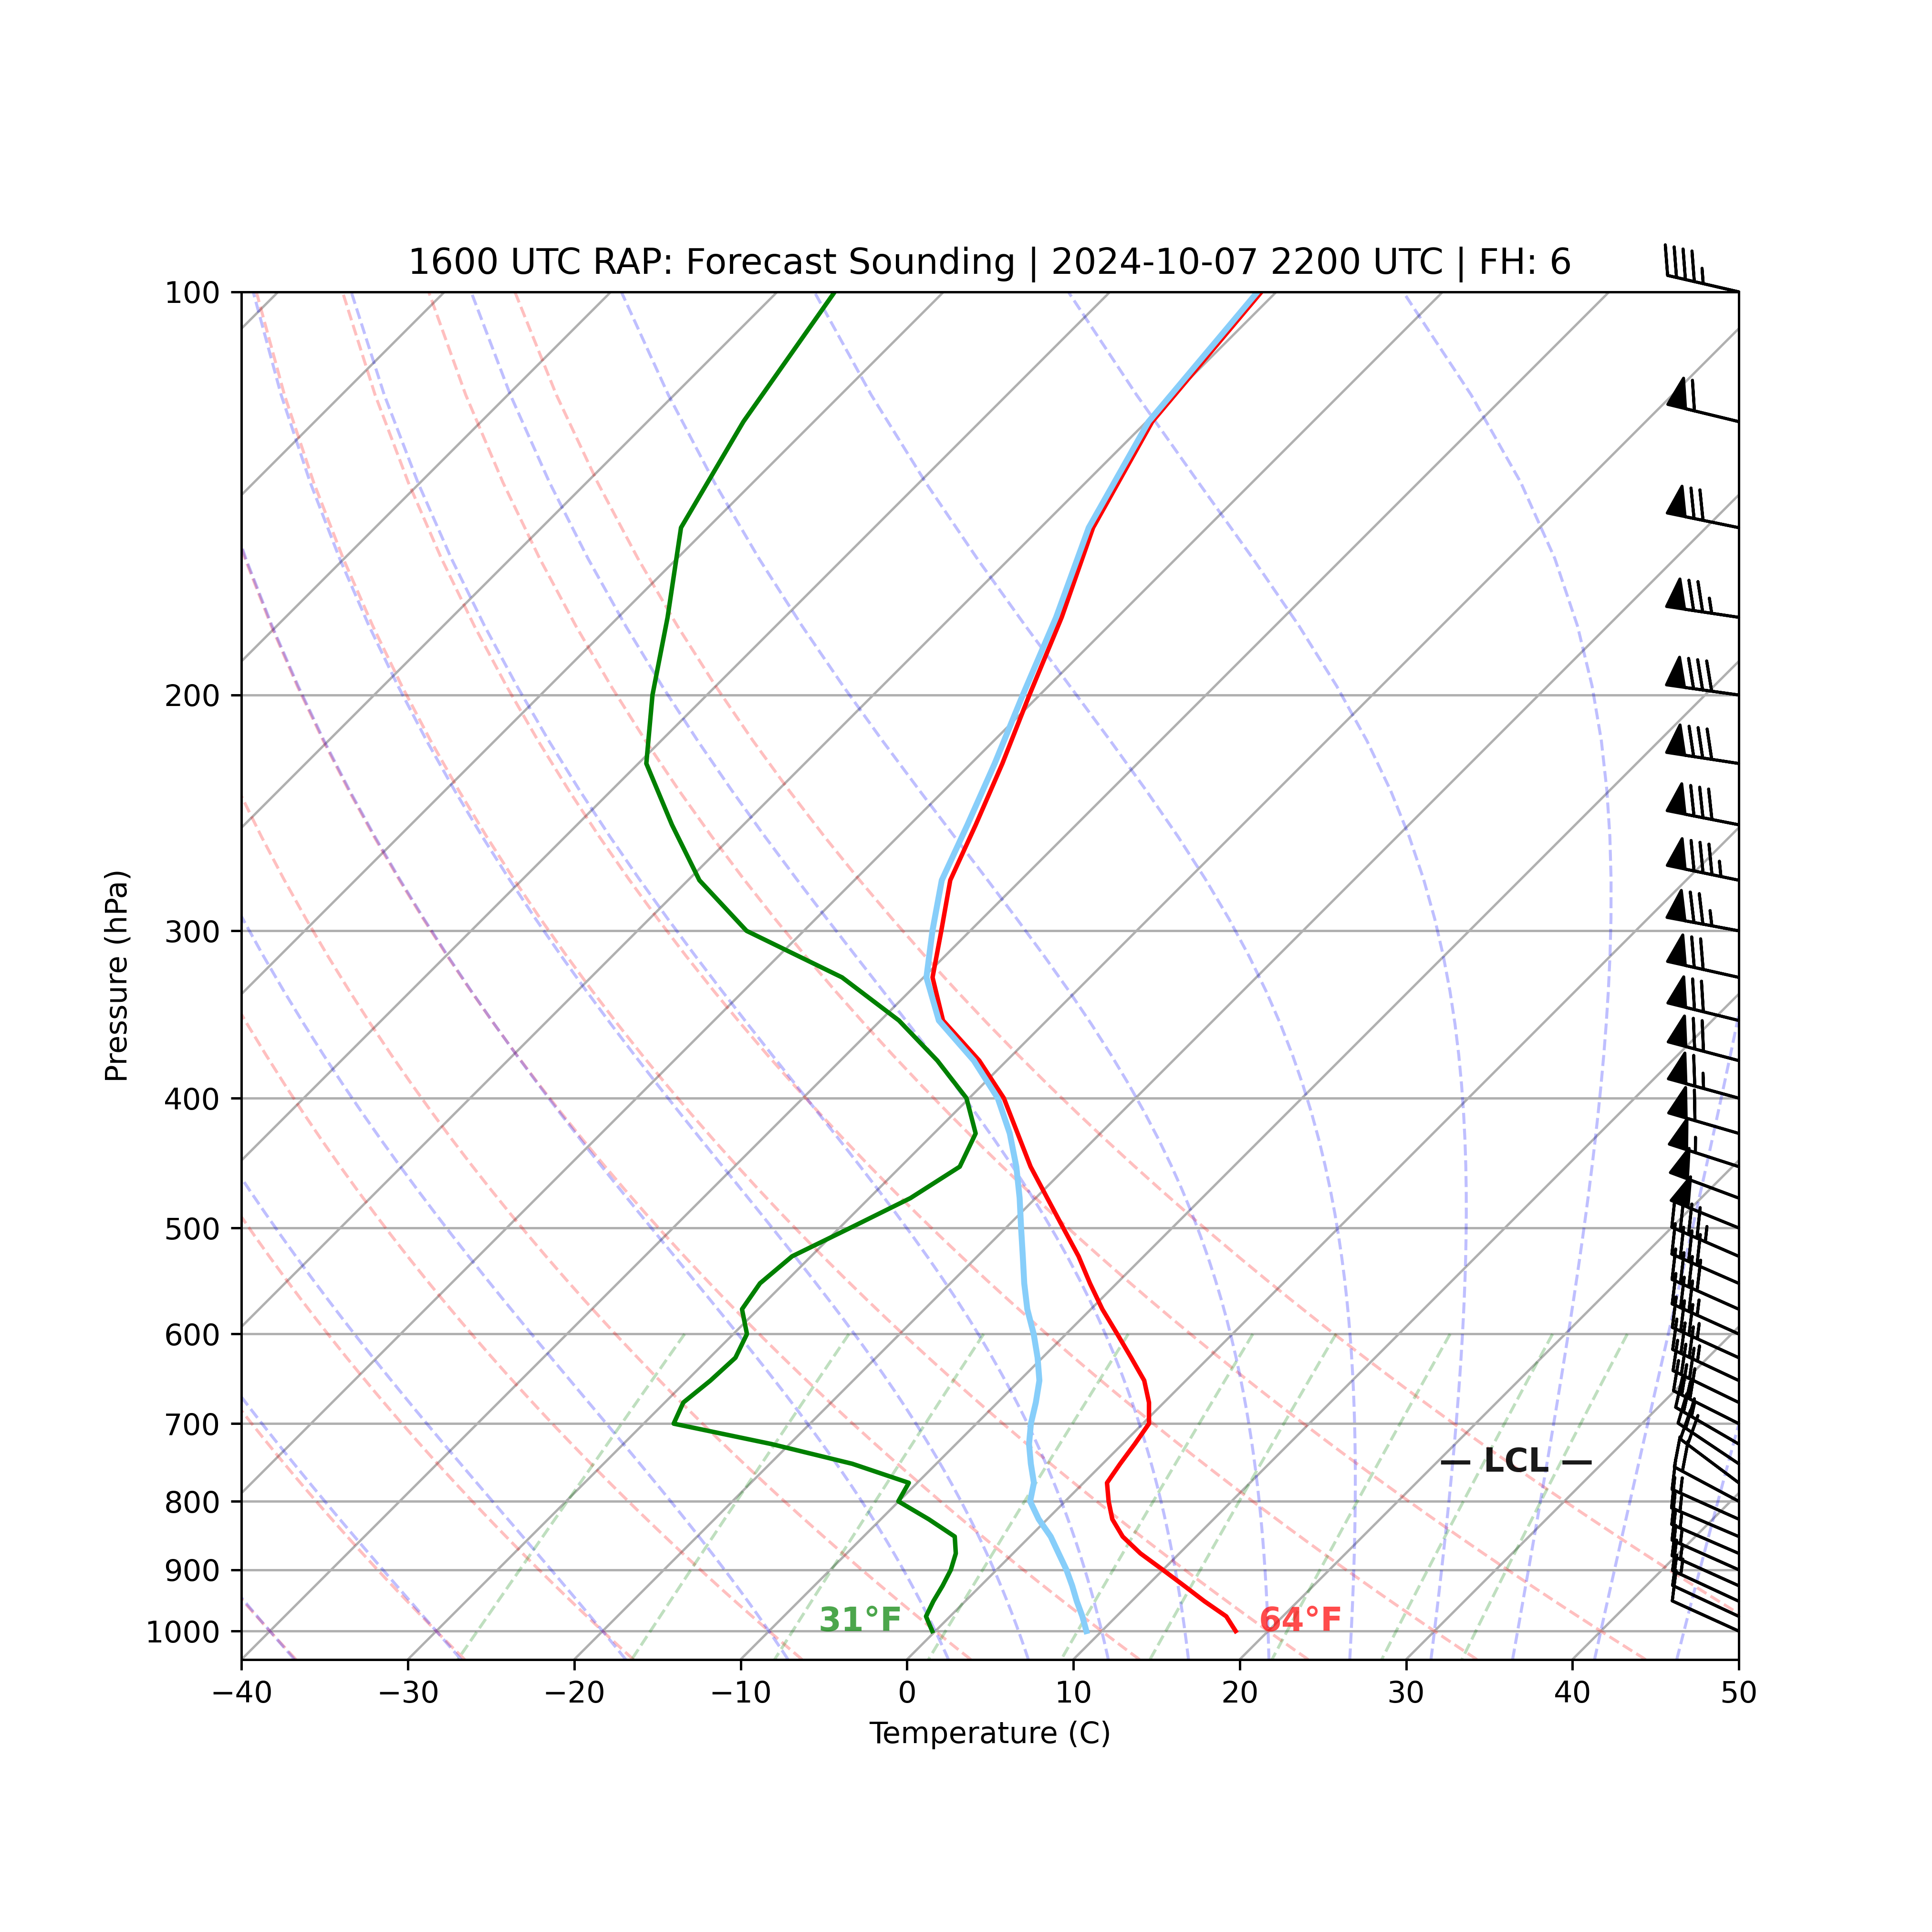 1600 UTC RAP: Forecast Sounding | 2024-10-07 2200 UTC | FH: 6
100
200
300
400
500
600
700
800
900
1000
Pressure (hPa)
— LCL —
31°F
64°F
−40 −30 −20 −10 0 10 20 30 40 50
Temperature (C)